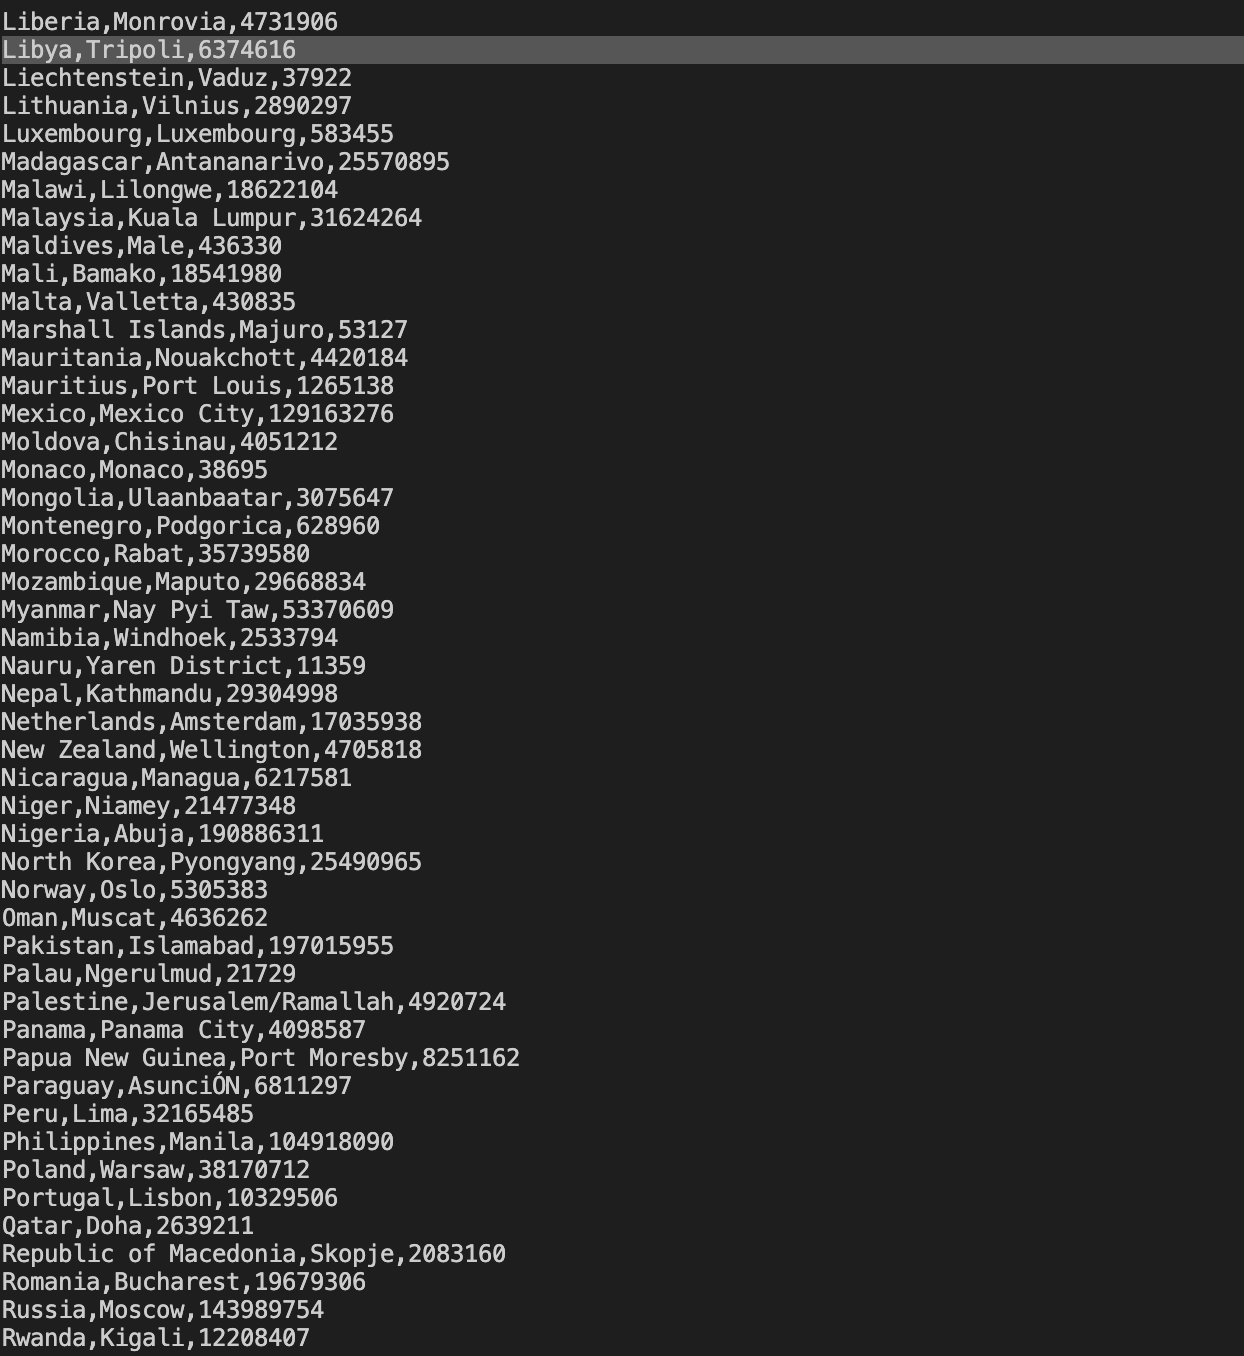 Liberia,Monrovia,4731906
Libya,Tripoli,6374616
Liechtenstein,Vaduz,37922
Lithuania,Vilnius,2890297
Luxembourg,Luxembourg,583455
Madagascar,Antananarivo,25570895
Malawi,Lilongwe,18622104
Malaysia,Kuala Lumpur,31624264
Maldives,Male,436330
Mali,Bamako,18541980
Malta,Valletta,430835
Marshall Islands,Majuro,53127
Mauritania,Nouakchott,4420184
Mauritius,Port Louis,1265138
Mexico,Mexico City,129163276
Moldova,Chisinau,4051212
Monaco,Monaco,38695
Mongolia,Ulaanbaatar,3075647
Montenegro,Podgorica,628960
Morocco,Rabat,35739580
Mozambique,Maputo,29668834
Myanmar,Nay Pyi Taw,53370609
Namibia,Windhoek,2533794
Nauru,Yaren District,11359
Nepal,Kathmandu,29304998
Netherlands,Amsterdam,17035938
New Zealand,Wellington,4705818
Nicaragua,Managua,6217581
Niger,Niamey,21477348
Nigeria,Abuja,190886311
North Korea,Pyongyang,25490965
Norway,Oslo,5305383
Oman,Muscat,4636262
Pakistan,Islamabad,197015955
Palau,Ngerulmud,21729
Palestine,Jerusalem/Ramallah,4920724
Panama,Panama City,4098587
Papua New Guinea,Port Moresby,8251162
Paraguay,AsunciÓN,6811297
Peru,Lima,32165485
Philippines,Manila,104918090
Poland,Warsaw,38170712
Portugal,Lisbon,10329506
Qatar,Doha,2639211
Republic of Macedonia,Skopje,2083160
Romania,Bucharest,19679306
Russia,Moscow,143989754
Rwanda,Kigali,12208407